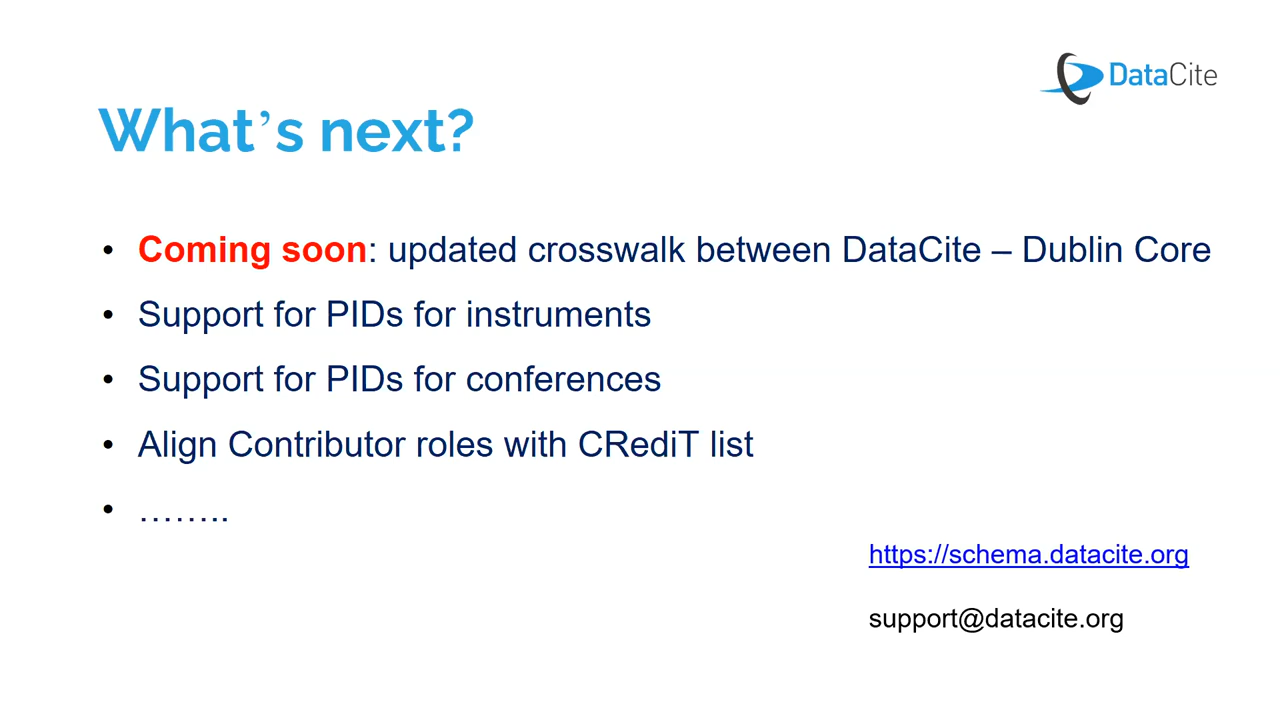 DataCite
What’s next?
• Coming soon: updated crosswalk between DataCite – Dublin Core
• Support for PIDs for instruments
• Support for PIDs for conferences
• Align Contributor roles with CRediT list
• ……..
https://schema.datacite.org
support@datacite.org